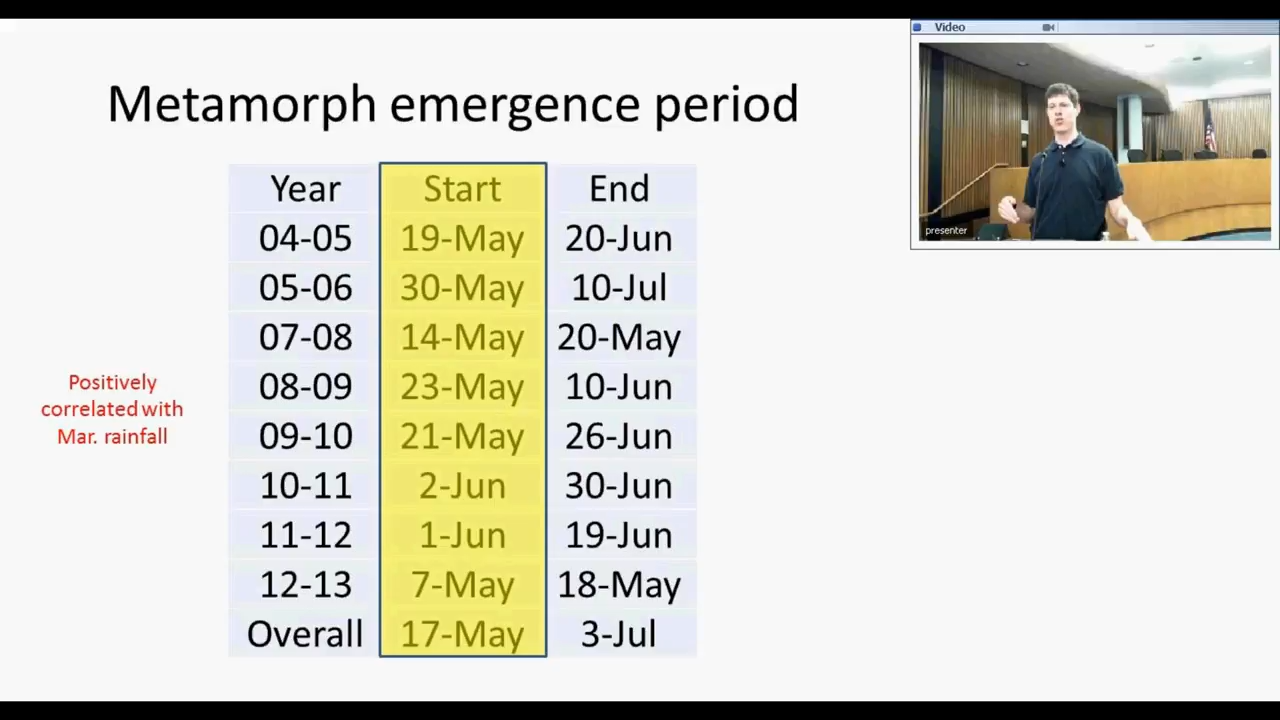 Metamorph emergence period
Year Start End
04-05 19-May 20-Jun
05-06 30-May 10-Jul
07-08 14-May 20-May
08-09 23-May 10-Jun
09-10 21-May 26-Jun
10-11 2-Jun 30-Jun
11-12 1-Jun 19-Jun
12-13 7-May 18-May
Overall 17-May 3-Jul
Positively
correlated with
Mar. rainfall
Video
presenter